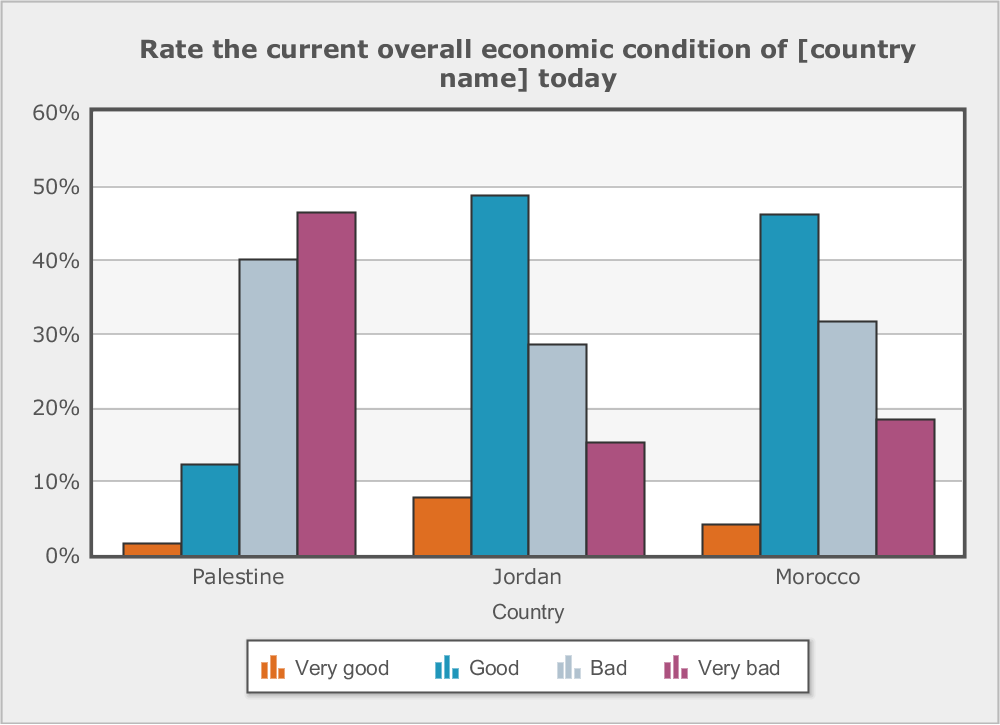 Rate the current overall economic condition of [country
name] today
60%
50%
40%
30%
20%
10%
0%
Palestine Jordan Morocco
Country
Very good Good Bad Very bad